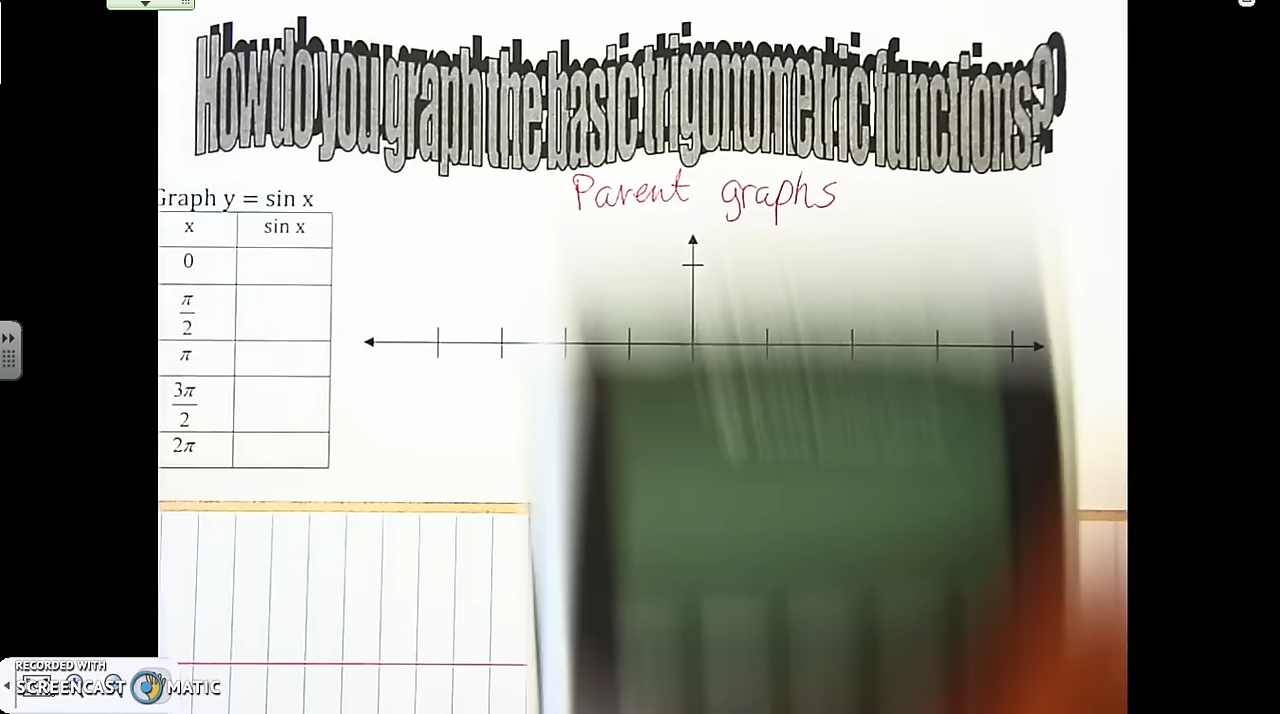 How do you graph the basic trigonometric functions?
Parent graphs
Graph y = sin x
x sin x
0
π/2
π
3π/2
2π
RECORDED WITH
SCREENCAST MATIC